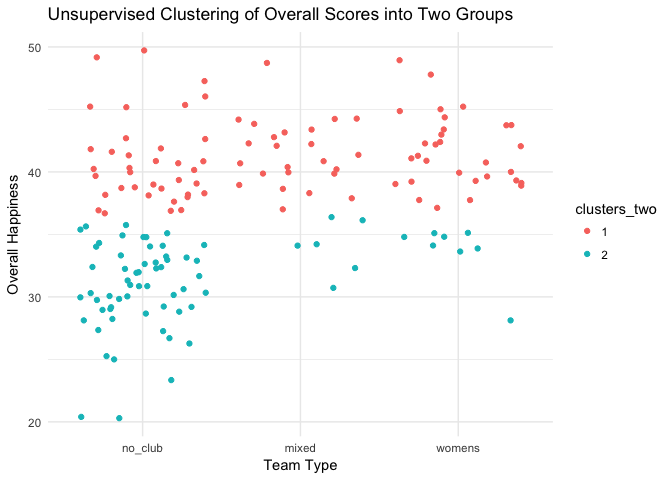 Unsupervised Clustering of Overall Scores into Two Groups
50
40
30
20
Overall Happiness
no_club mixed womens
Team Type
clusters_two
1
2